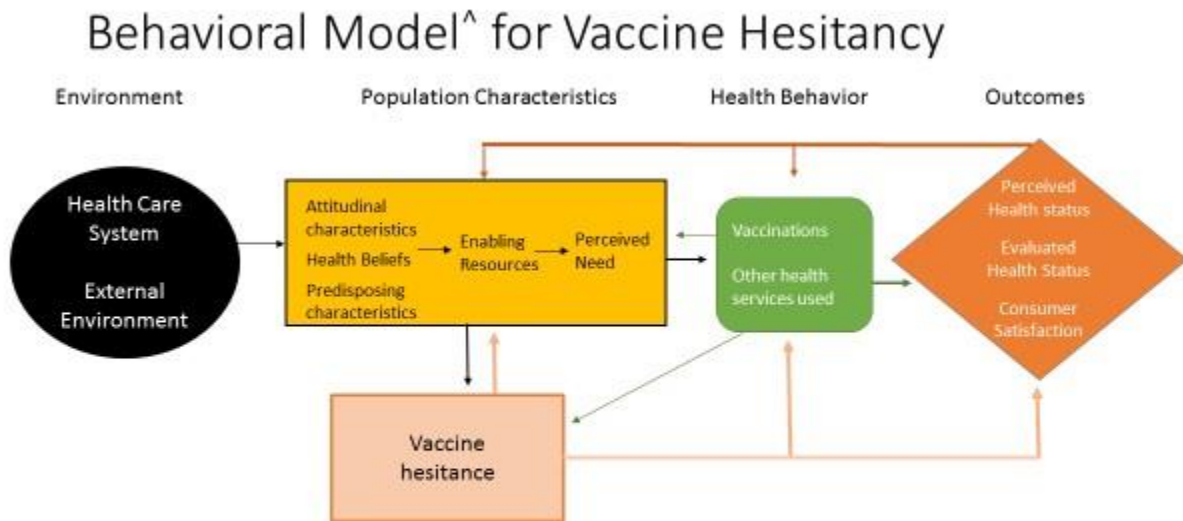 Behavioral Model^ for Vaccine Hesitancy
Environment
Population Characteristics
Health Behavior
Outcomes
Health Care
System
External
Environment
Attitudinal
characteristics
Health Beliefs
Predisposing
characteristics
Enabling
Resources
Perceived
Need
Vaccinations
Other health
services used
Perceived
Health status
Evaluated
Health Status
Consumer
Satisfaction
Vaccine
hesitance